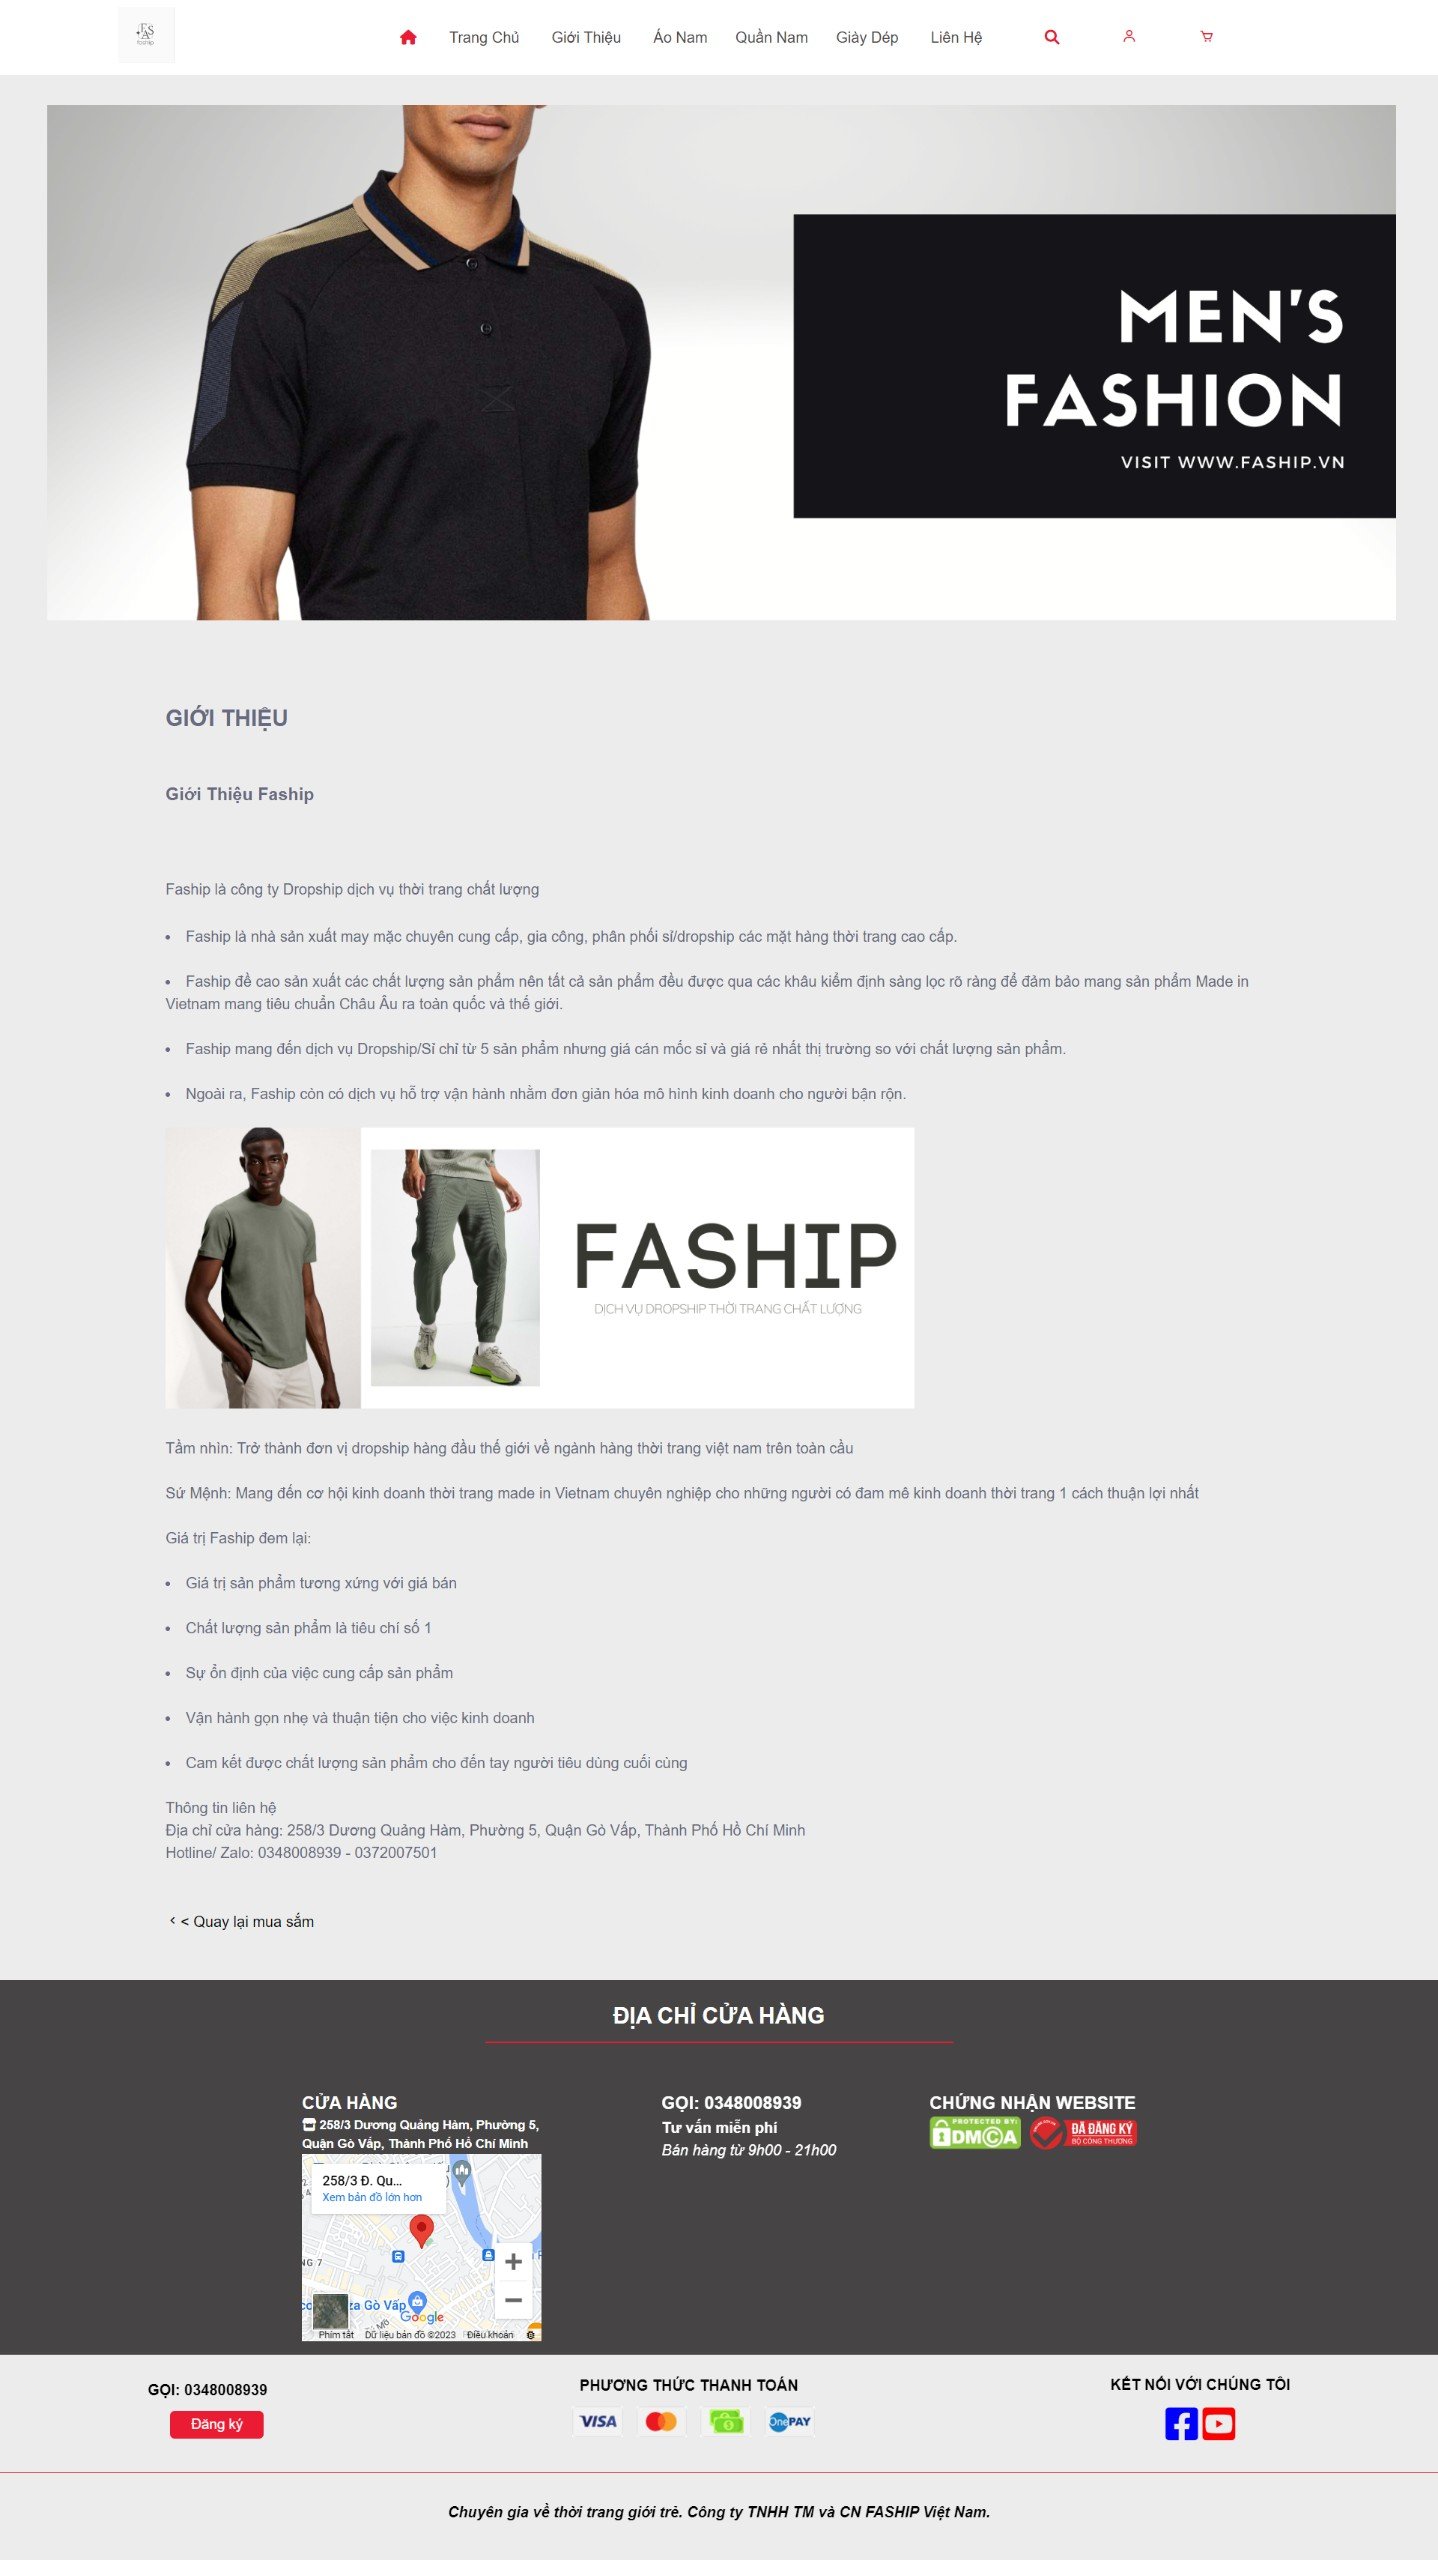 FAS
faship
Trang Chủ Giới Thiệu Áo Nam Quần Nam Giày Dép Liên Hệ
MEN'S
FASHION
VISIT WWW.FASHIP.VN
GIỚI THIỆU
Giới Thiệu Faship
Faship là công ty Dropship dịch vụ thời trang chất lượng
• Faship là nhà sản xuất may mặc chuyên cung cấp, gia công, phân phối sỉ/dropship các mặt hàng thời trang cao cấp.
• Faship đề cao sản xuất các chất lượng sản phẩm nên tất cả sản phẩm đều được qua các khâu kiểm định sàng lọc rõ ràng để đảm bảo mang sản phẩm Made in
Vietnam mang tiêu chuẩn Châu Âu ra toàn quốc và thế giới.
• Faship mang đến dịch vụ Dropship/Sỉ chỉ từ 5 sản phẩm nhưng giá cán mốc sỉ và giá rẻ nhất thị trường so với chất lượng sản phẩm.
• Ngoài ra, Faship còn có dịch vụ hỗ trợ vận hành nhằm đơn giản hóa mô hình kinh doanh cho người bận rộn.
FASHIP
DỊCH VỤ DROPSHIP THỜI TRANG CHẤT LƯỢNG
Tầm nhìn: Trở thành đơn vị dropship hàng đầu thế giới về ngành hàng thời trang việt nam trên toàn cầu
Sứ Mệnh: Mang đến cơ hội kinh doanh thời trang made in Vietnam chuyên nghiệp cho những người có đam mê kinh doanh thời trang 1 cách thuận lợi nhất
Giá trị Faship đem lại:
• Giá trị sản phẩm tương xứng với giá bán
• Chất lượng sản phẩm là tiêu chí số 1
• Sự ổn định của việc cung cấp sản phẩm
• Vận hành gọn nhẹ và thuận tiện cho việc kinh doanh
• Cam kết được chất lượng sản phẩm cho đến tay người tiêu dùng cuối cùng
Thông tin liên hệ
Địa chỉ cửa hàng: 258/3 Dương Quảng Hàm, Phường 5, Quận Gò Vấp, Thành Phố Hồ Chí Minh
Hotline/ Zalo: 0348008939 - 0372007501
< Quay lại mua sắm
ĐỊA CHỈ CỬA HÀNG
CỬA HÀNG
258/3 Dương Quảng Hàm, Phường 5,
Quận Gò Vấp, Thành Phố Hồ Chí Minh
258/3 Đ. Qu...
Xem bản đồ lớn hơn
NG 7
za Gò Vấp
Google
Phím tắt Dữ liệu bản đồ ©2023 Điều khoản
GỌI: 0348008939
Tư vấn miễn phí
Bán hàng từ 9h00 - 21h00
CHỨNG NHẬN WEBSITE
PROTECTED BY:
DMCA
ĐÃ ĐĂNG KÝ
BỘ CÔNG THƯƠNG
GỌI: 0348008939
Đăng ký
PHƯƠNG THỨC THANH TOÁN
VISA
OnePAY
KẾT NỐI VỚI CHÚNG TÔI
Chuyên gia về thời trang giới trẻ. Công ty TNHH TM và CN FASHIP Việt Nam.